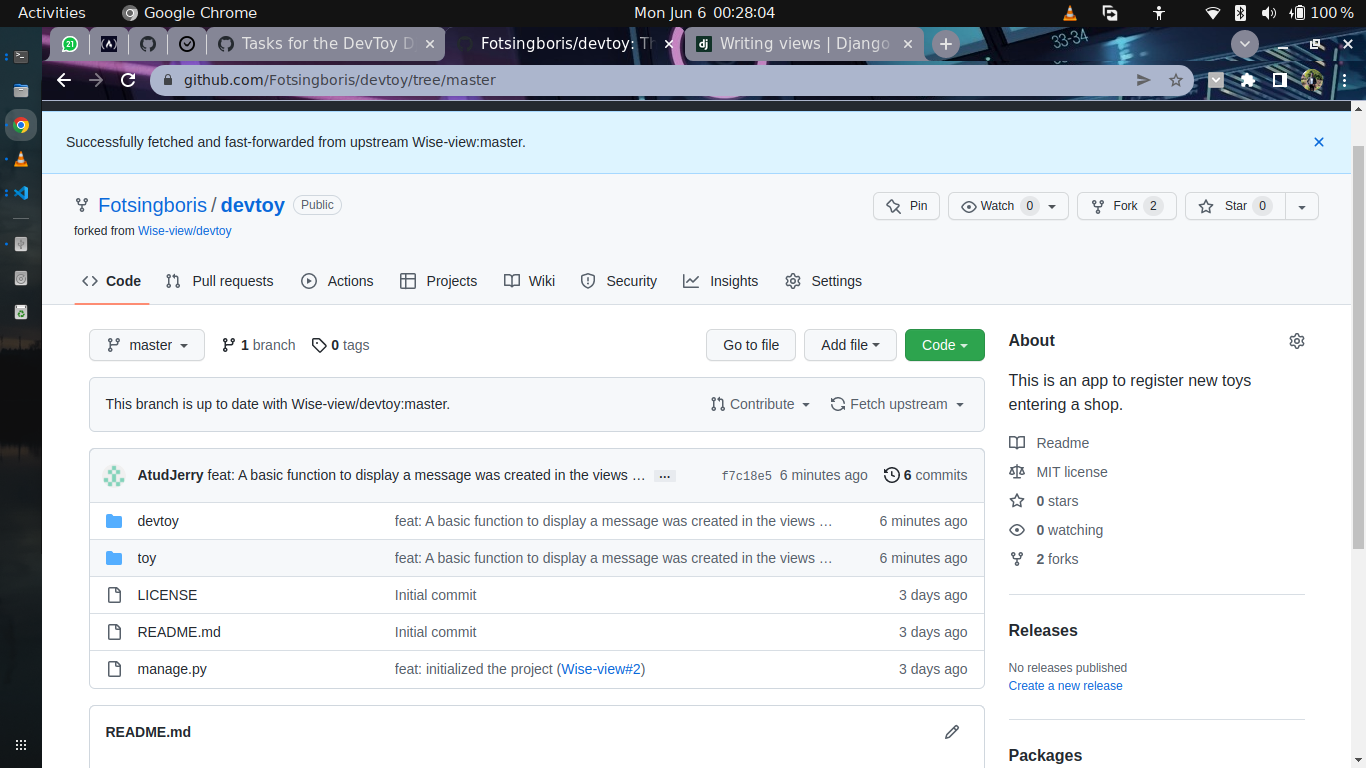 Activities Google Chrome Mon Jun 6 00:28:04 100 %
21 Tasks for the DevToy D Fotsingboris/devtoy: Th Writing views | Django
33-34
github.com/Fotsingboris/devtoy/tree/master
Successfully fetched and fast-forwarded from upstream Wise-view:master.
Fotsingboris / devtoy Public
Pin Watch 0 Fork 2 Star 0
forked from Wise-view/devtoy
Code Pull requests Actions Projects Wiki Security Insights Settings
master 1 branch 0 tags Go to file Add file Code
This branch is up to date with Wise-view/devtoy:master. Contribute Fetch upstream
AtudJerry feat: A basic function to display a message was created in the views … ... f7c18e5 6 minutes ago 6 commits
devtoy feat: A basic function to display a message was created in the views … 6 minutes ago
toy feat: A basic function to display a message was created in the views … 6 minutes ago
LICENSE Initial commit 3 days ago
README.md Initial commit 3 days ago
manage.py feat: initialized the project (Wise-view#2) 3 days ago
README.md
About
This is an app to register new toys
entering a shop.
Readme
MIT license
0 stars
0 watching
2 forks
Releases
No releases published
Create a new release
Packages